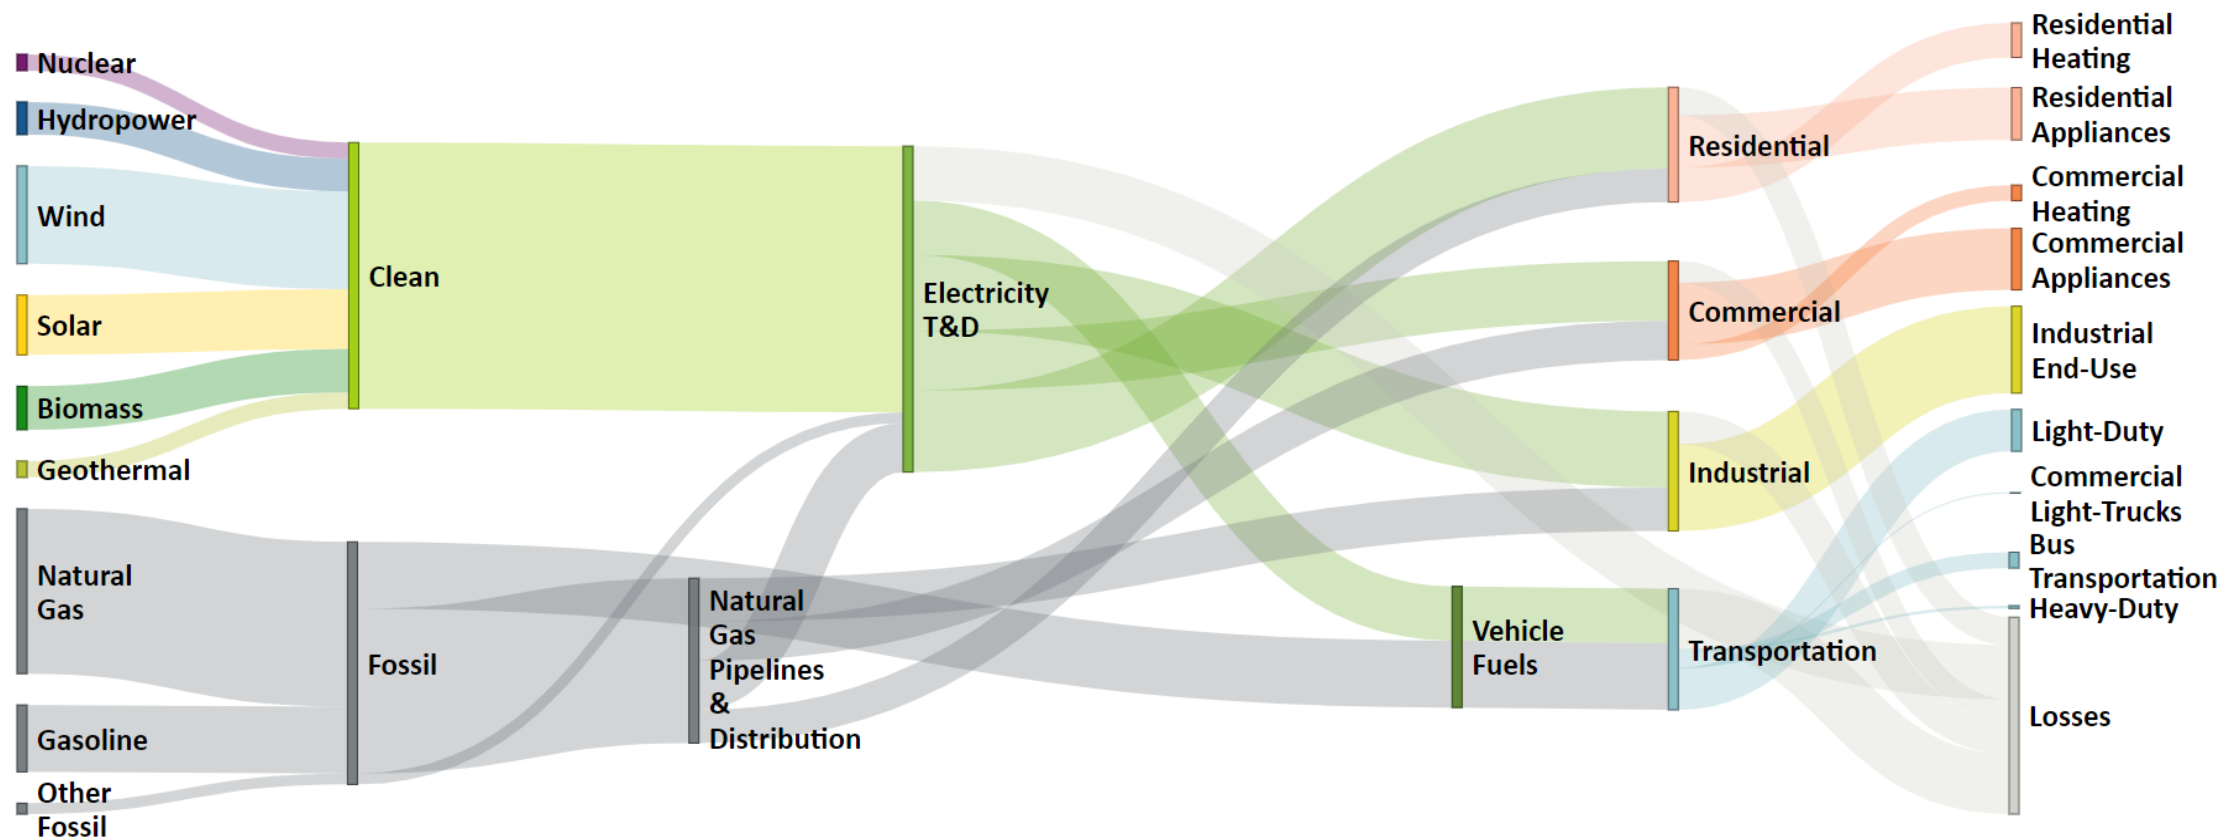 Nuclear
Hydropower
Wind
Solar
Biomass
Geothermal
Natural
Gas
Gasoline
Other
Fossil
Clean
Fossil
Natural
Gas
Pipelines
&
Distribution
Electricity
T&D
Vehicle
Fuels
Residential
Commercial
Industrial
Transportation
Residential
Heating
Residential
Appliances
Commercial
Heating
Commercial
Appliances
Industrial
End-Use
Light-Duty
Commercial
Light-Trucks
Bus
Transportation
Heavy-Duty
Losses